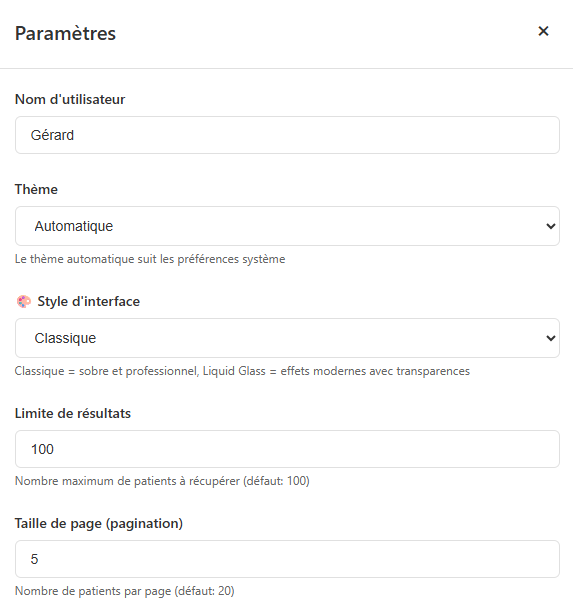 Paramètres
×
Nom d'utilisateur
Gérard
Thème
Automatique
Le thème automatique suit les préférences système
Style d'interface
Classique
Classique = sobre et professionnel, Liquid Glass = effets modernes avec transparences
Limite de résultats
100
Nombre maximum de patients à récupérer (défaut: 100)
Taille de page (pagination)
5
Nombre de patients par page (défaut: 20)